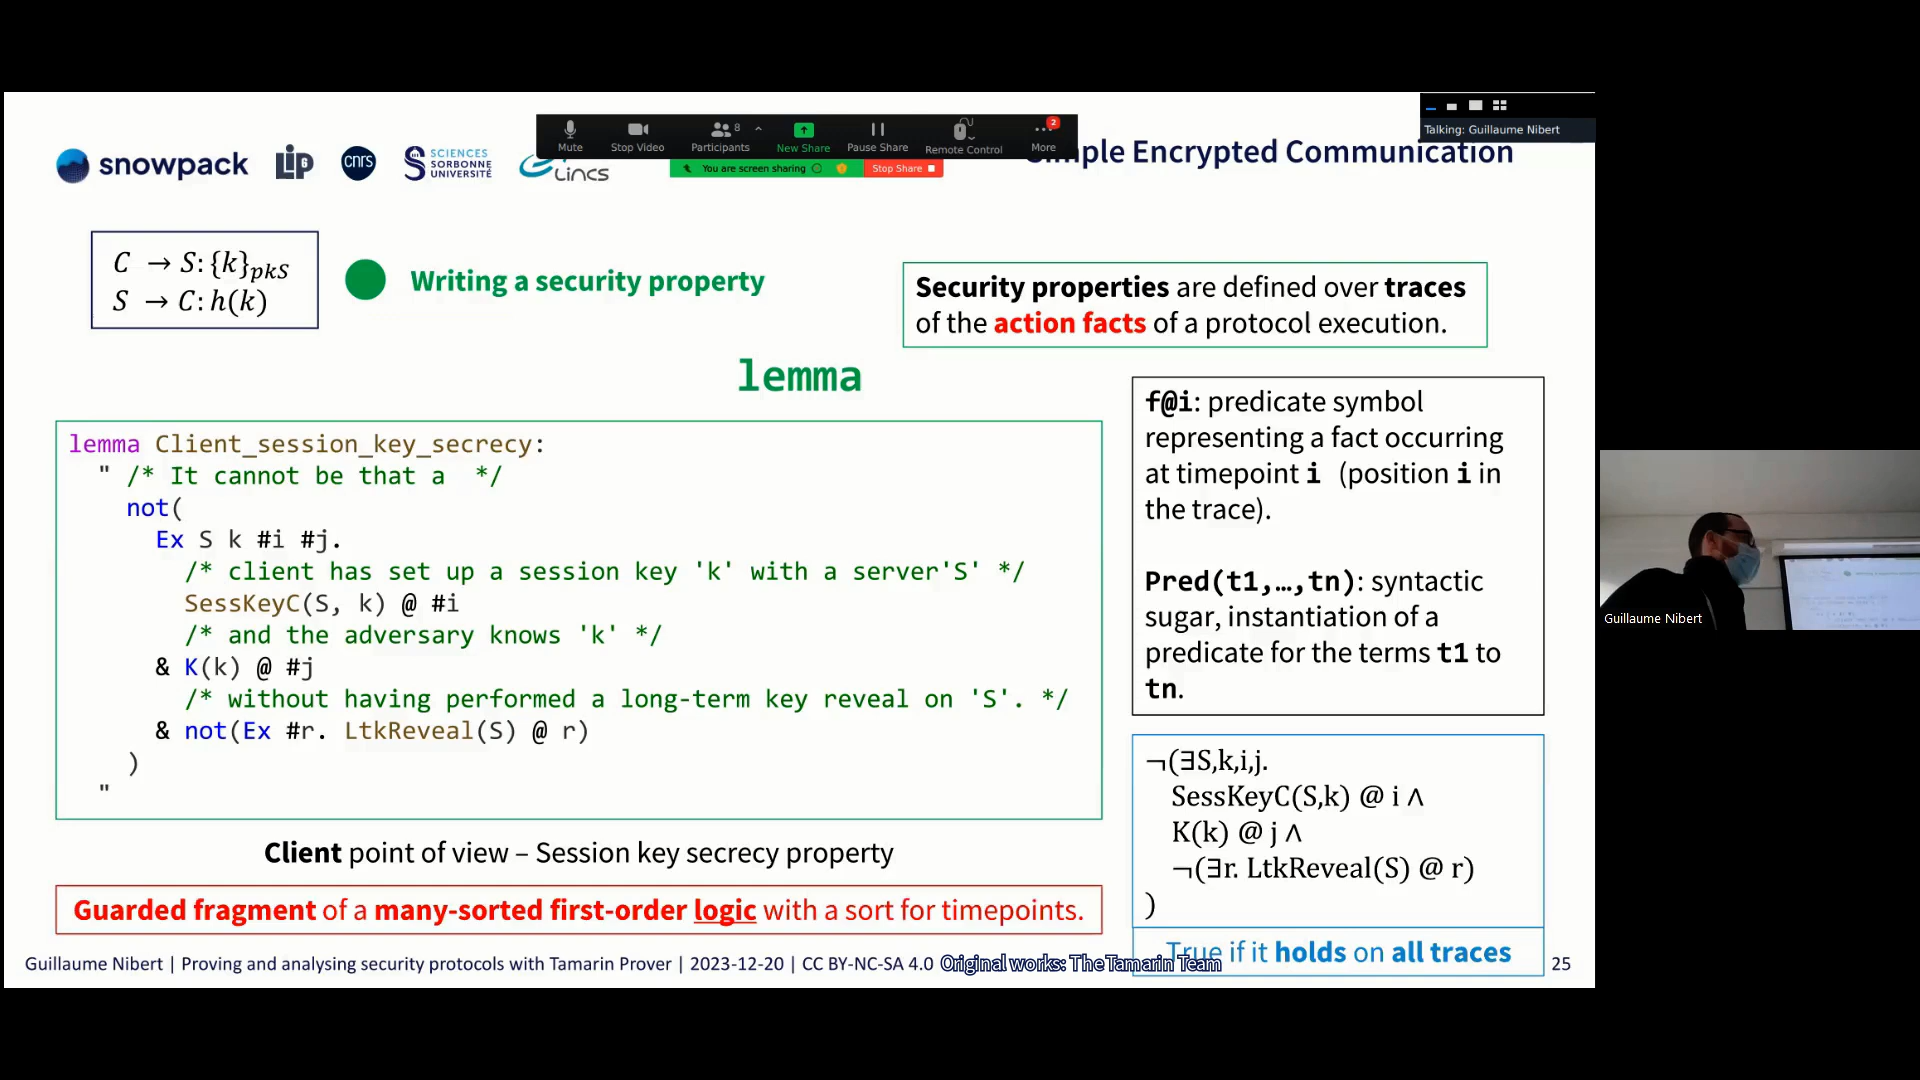 Talking: Guillaume Nibert
Mute
Stop Video
Participants
8
New Share
Pause Share
Remote Control
More
2
You are screen sharing
Stop Share
snowpack
LIP6
cnrs
SCIENCES
SORBONNE
UNIVERSITÉ
Lincs
Simple Encrypted Communication
C → S: {k}pkS
S → C: h(k)
Writing a security property
Security properties are defined over traces
of the action facts of a protocol execution.
lemma
lemma Client_session_key_secrecy:
" /* It cannot be that a  */
not(
Ex S k #i #j.
/* client has set up a session key 'k' with a server'S' */
SessKeyC(S, k) @ #i
/* and the adversary knows 'k' */
& K(k) @ #j
/* without having performed a long-term key reveal on 'S'. */
& not(Ex #r. LtkReveal(S) @ r)
)
"
Client point of view – Session key secrecy property
Guarded fragment of a many-sorted first-order logic with a sort for timepoints.
f@i: predicate symbol
representing a fact occurring
at timepoint i (position i in
the trace).
Pred(t1,…,tn): syntactic
sugar, instantiation of a
predicate for the terms t1 to
tn.
¬(∃S,k,i,j.
SessKeyC(S,k) @ i ∧
K(k) @ j ∧
¬(∃r. LtkReveal(S) @ r)
)
True if it holds on all traces
Guillaume Nibert | Proving and analysing security protocols with Tamarin Prover | 2023-12-20 | CC BY-NC-SA 4.0 Original works: The Tamarin Team
25
Guillaume Nibert